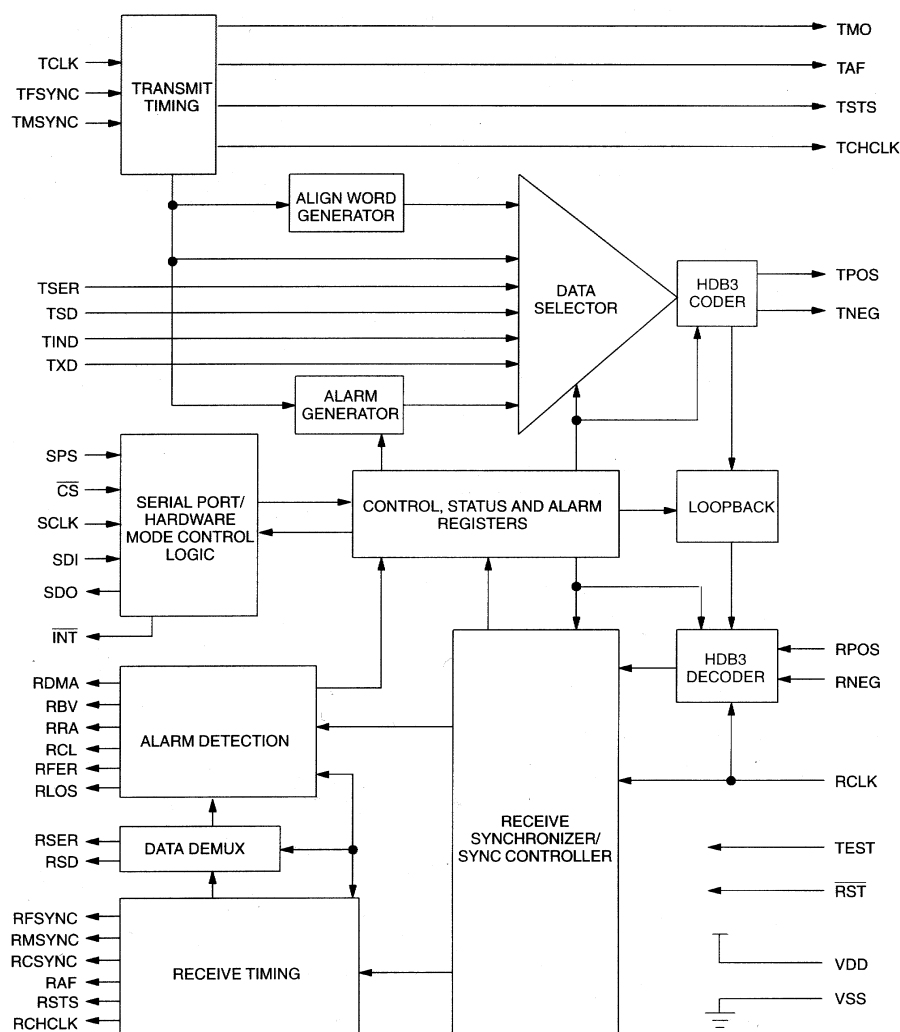 TMO
TCLK
TAF
TRANSMIT
TIMING
TFSYNC
TSTS
TMSYNC
TCHCLK
ALIGN WORD
GENERATOR
TPOS
HDB3
CODER
TSER
DATA
SELECTOR
TSD
TNEG
TIND
TXD
ALARM
GENERATOR
SPS
CS
SCLK
SDI
SDO
INT
SERIAL PORT/
HARDWARE
MODE CONTROL
LOGIC
CONTROL, STATUS AND ALARM
REGISTERS
LOOPBACK
RPOS
HDB3
DECODER
RNEG
RDMA
RBV
RRA
RCL
RFER
RLOS
ALARM DETECTION
RCLK
RECEIVE
SYNCHRONIZER/
SYNC CONTROLLER
RSER
RSD
DATA DEMUX
TEST
RST
RFSYNC
RMSYNC
RCSYNC
RAF
RSTS
RCHCLK
RECEIVE TIMING
VDD
VSS